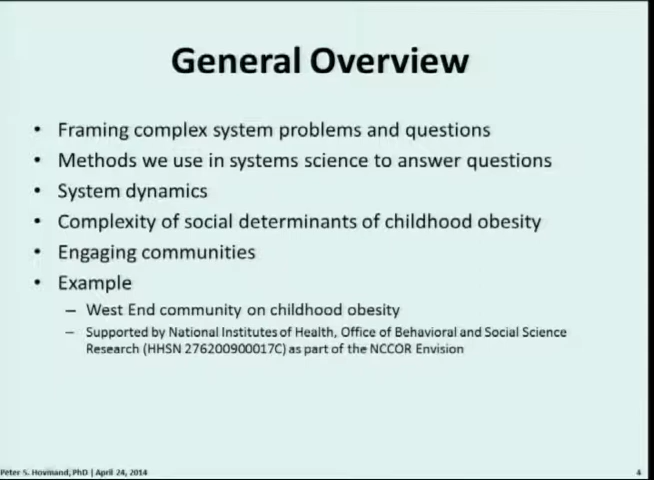 General Overview
• Framing complex system problems and questions
• Methods we use in systems science to answer questions
• System dynamics
• Complexity of social determinants of childhood obesity
• Engaging communities
• Example
– West End community on childhood obesity
– Supported by National Institutes of Health, Office of Behavioral and Social Science
Research (HHSN 276200900017C) as part of the NCCOR Envision
Peter S. Hovmand, PhD | April 24, 2014
4